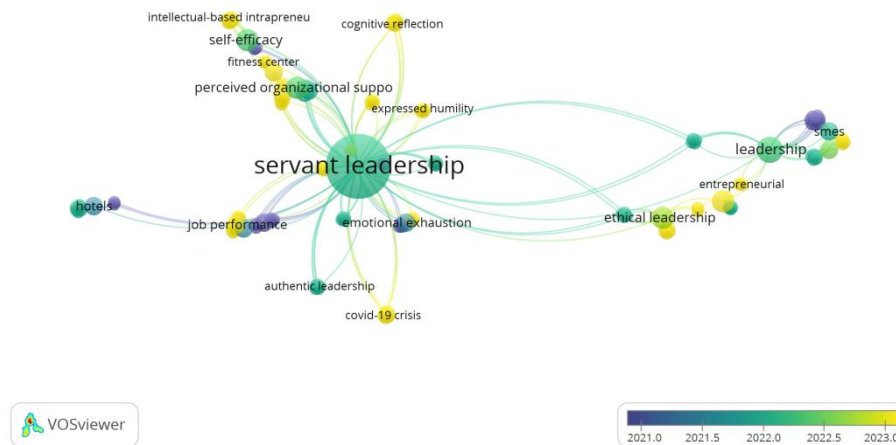 intellectual-based intrapreneu
cognitive reflection
self-efficacy
fitness center
perceived organizational suppo
expressed humility
smes
leadership
servant leadership
entrepreneurial
hotels
job performance
emotional exhaustion
ethical leadership
authentic leadership
covid-19 crisis
VOSviewer
2021.0 2021.5 2022.0 2022.5 2023.0